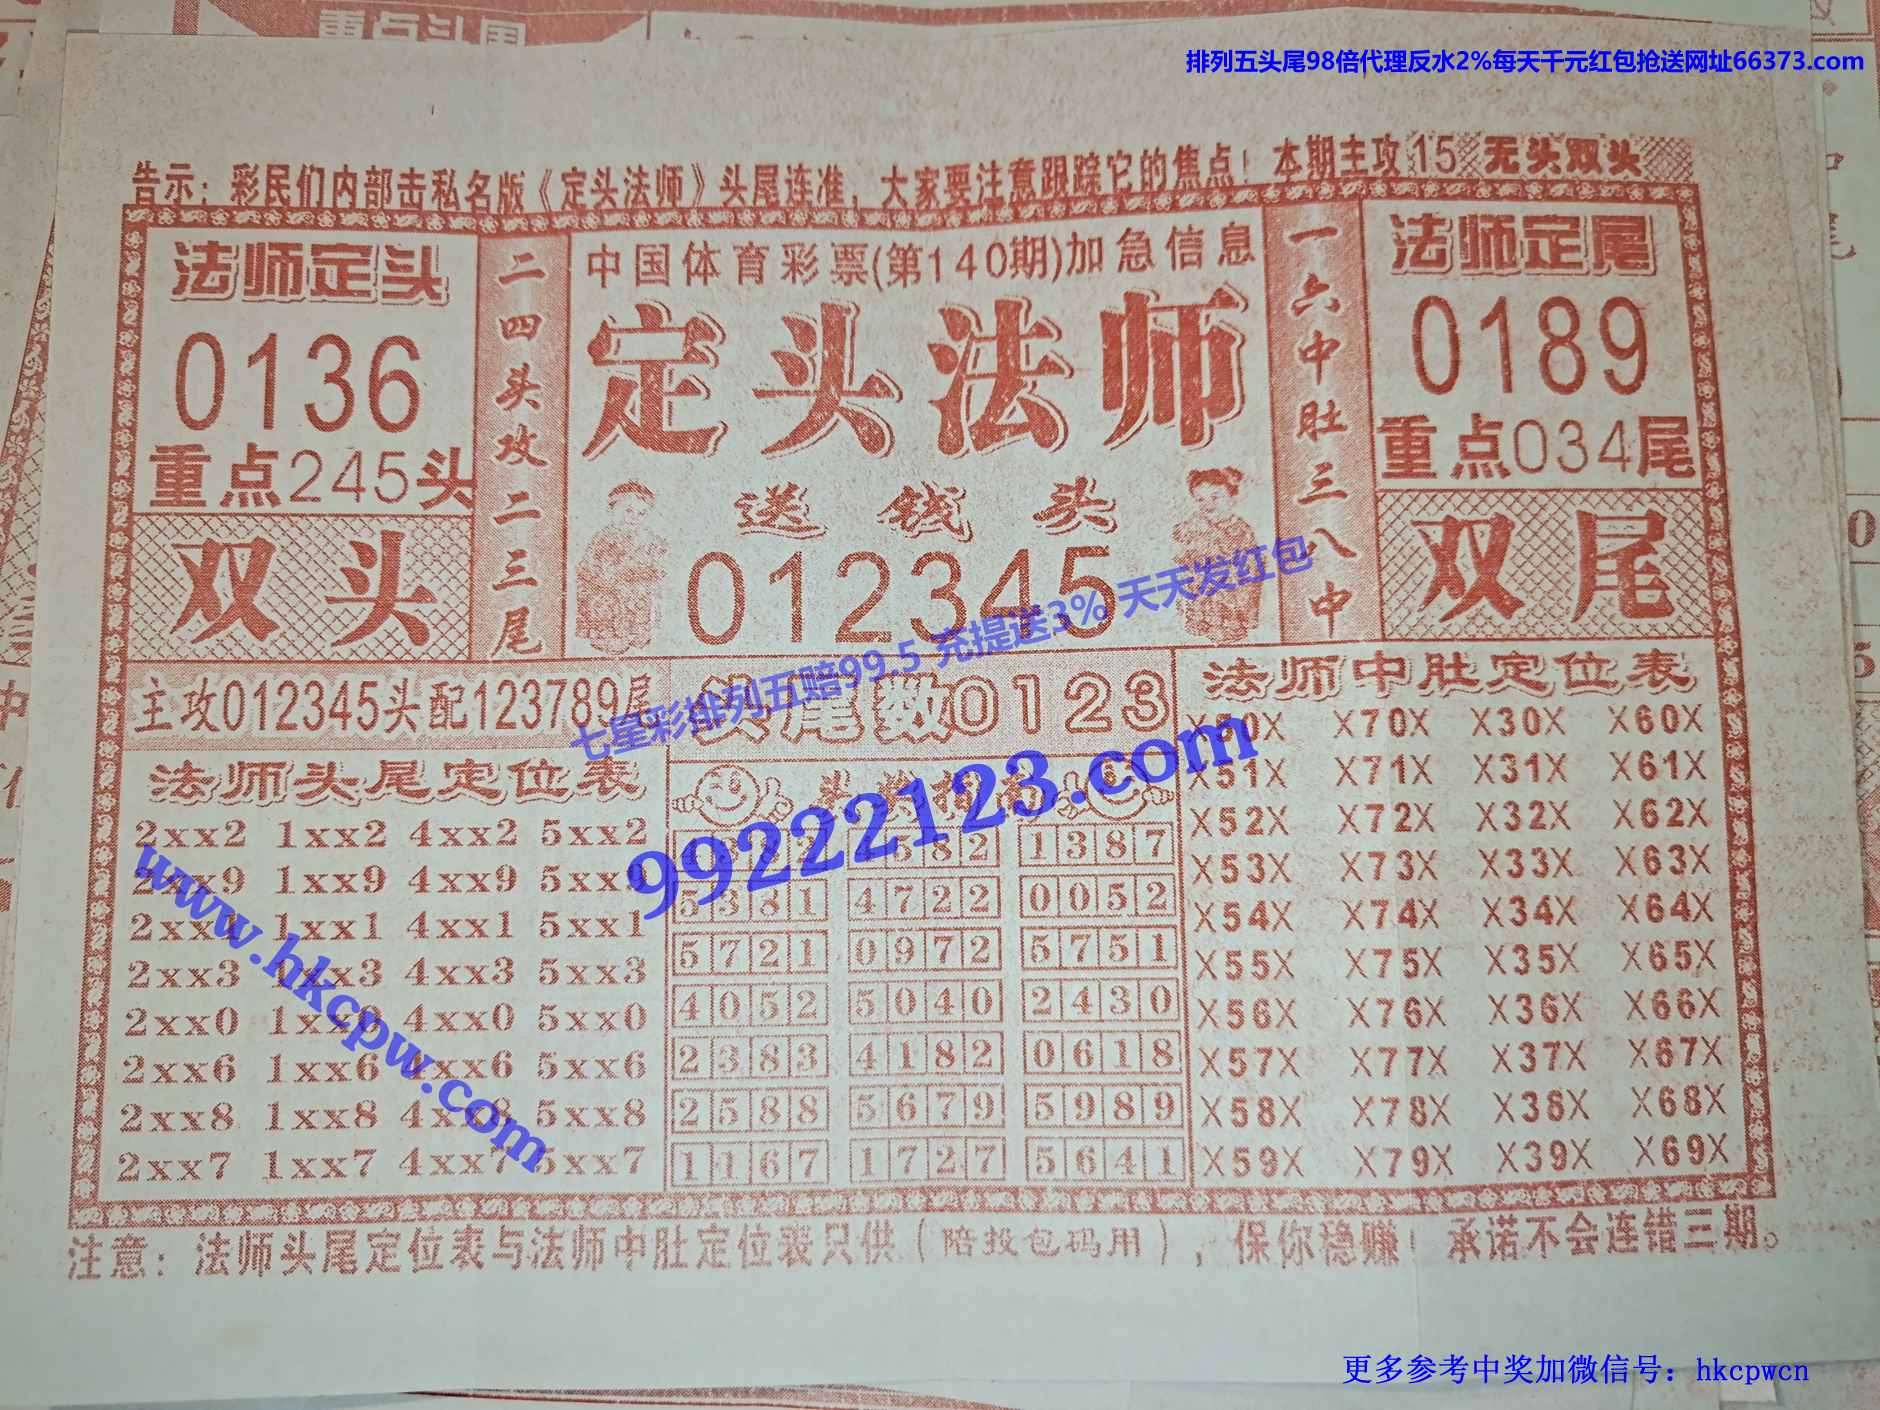 重点头尾
排列五头尾98倍代理反水2%每天千元红包抢送网址66373.com
告示：彩民们内部击私名版《定头法师》头尾连准，大家要注意跟踪它的焦点！本期主攻15 无头双头
法师定头
0136
重点245头
双头
二四头攻二三尾
中国体育彩票(第140期)加急信息
定头法师
送钱头
012345
一六中肚三八中
法师定尾
0189
重点034尾
双尾
七星彩排列五赔99.5 充提送3% 天天发红包
主攻012345头配123789尾
头尾数0123
99222123.com
www.hkcpw.com
法师头尾定位表
2xx2 1xx2 4xx2 5xx2
2xx9 1xx9 4xx9 5xx9
2xx1 1xx1 4xx1 5xx1
2xx3 1xx3 4xx3 5xx3
2xx0 1xx0 4xx0 5xx0
2xx6 1xx6 4xx6 5xx6
2xx8 1xx8 4xx8 5xx8
2xx7 1xx7 4xx7 5xx7
582 1387
5381 4722 0052
5721 0972 5751
4052 5040 2430
2383 4182 0618
2588 5679 5989
1167 1727 5641
法师中肚定位表
X50X X70X X30X X60X
X51X X71X X31X X61X
X52X X72X X32X X62X
X53X X73X X33X X63X
X54X X74X X34X X64X
X55X X75X X35X X65X
X56X X76X X36X X66X
X57X X77X X37X X67X
X58X X78X X38X X68X
X59X X79X X39X X69X
注意：法师头尾定位表与法师中肚定位表只供（陪投包码用），保你稳赚！承诺不会连错三期。
更多参考中奖加微信号：hkcpwcn